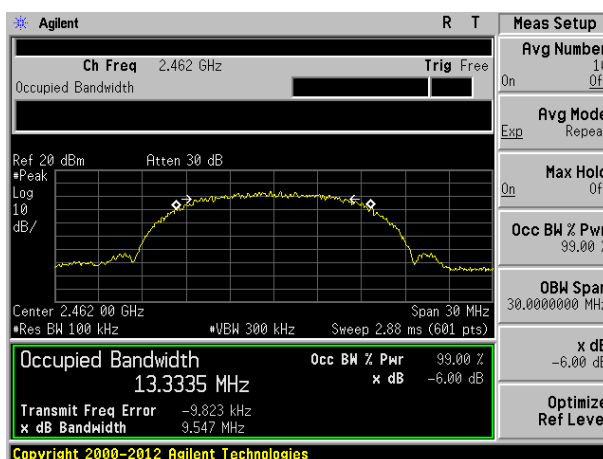 Agilent R T Meas Setup
Ch Freq 2.462 GHz Trig Free
Occupied Bandwidth
Ref 20 dBm Atten 30 dB
#Peak
Log
10
dB/
Center 2.462 00 GHz Span 30 MHz
#Res BW 100 kHz #VBW 300 kHz Sweep 2.88 ms (601 pts)
Occupied Bandwidth Occ BW % Pwr 99.00 %
13.3335 MHz x dB -6.00 dB
Transmit Freq Error -9.823 kHz
x dB Bandwidth 9.547 MHz
Copyright 2000-2012 Agilent Technologies
Avg Number
On
Avg Mode
Exp Repea
Max Hold
On
Occ BW % Pwr
99.00 %
OBW Span
30.0000000 MHz
x dB
-6.00 dB
Optimize
Ref Level